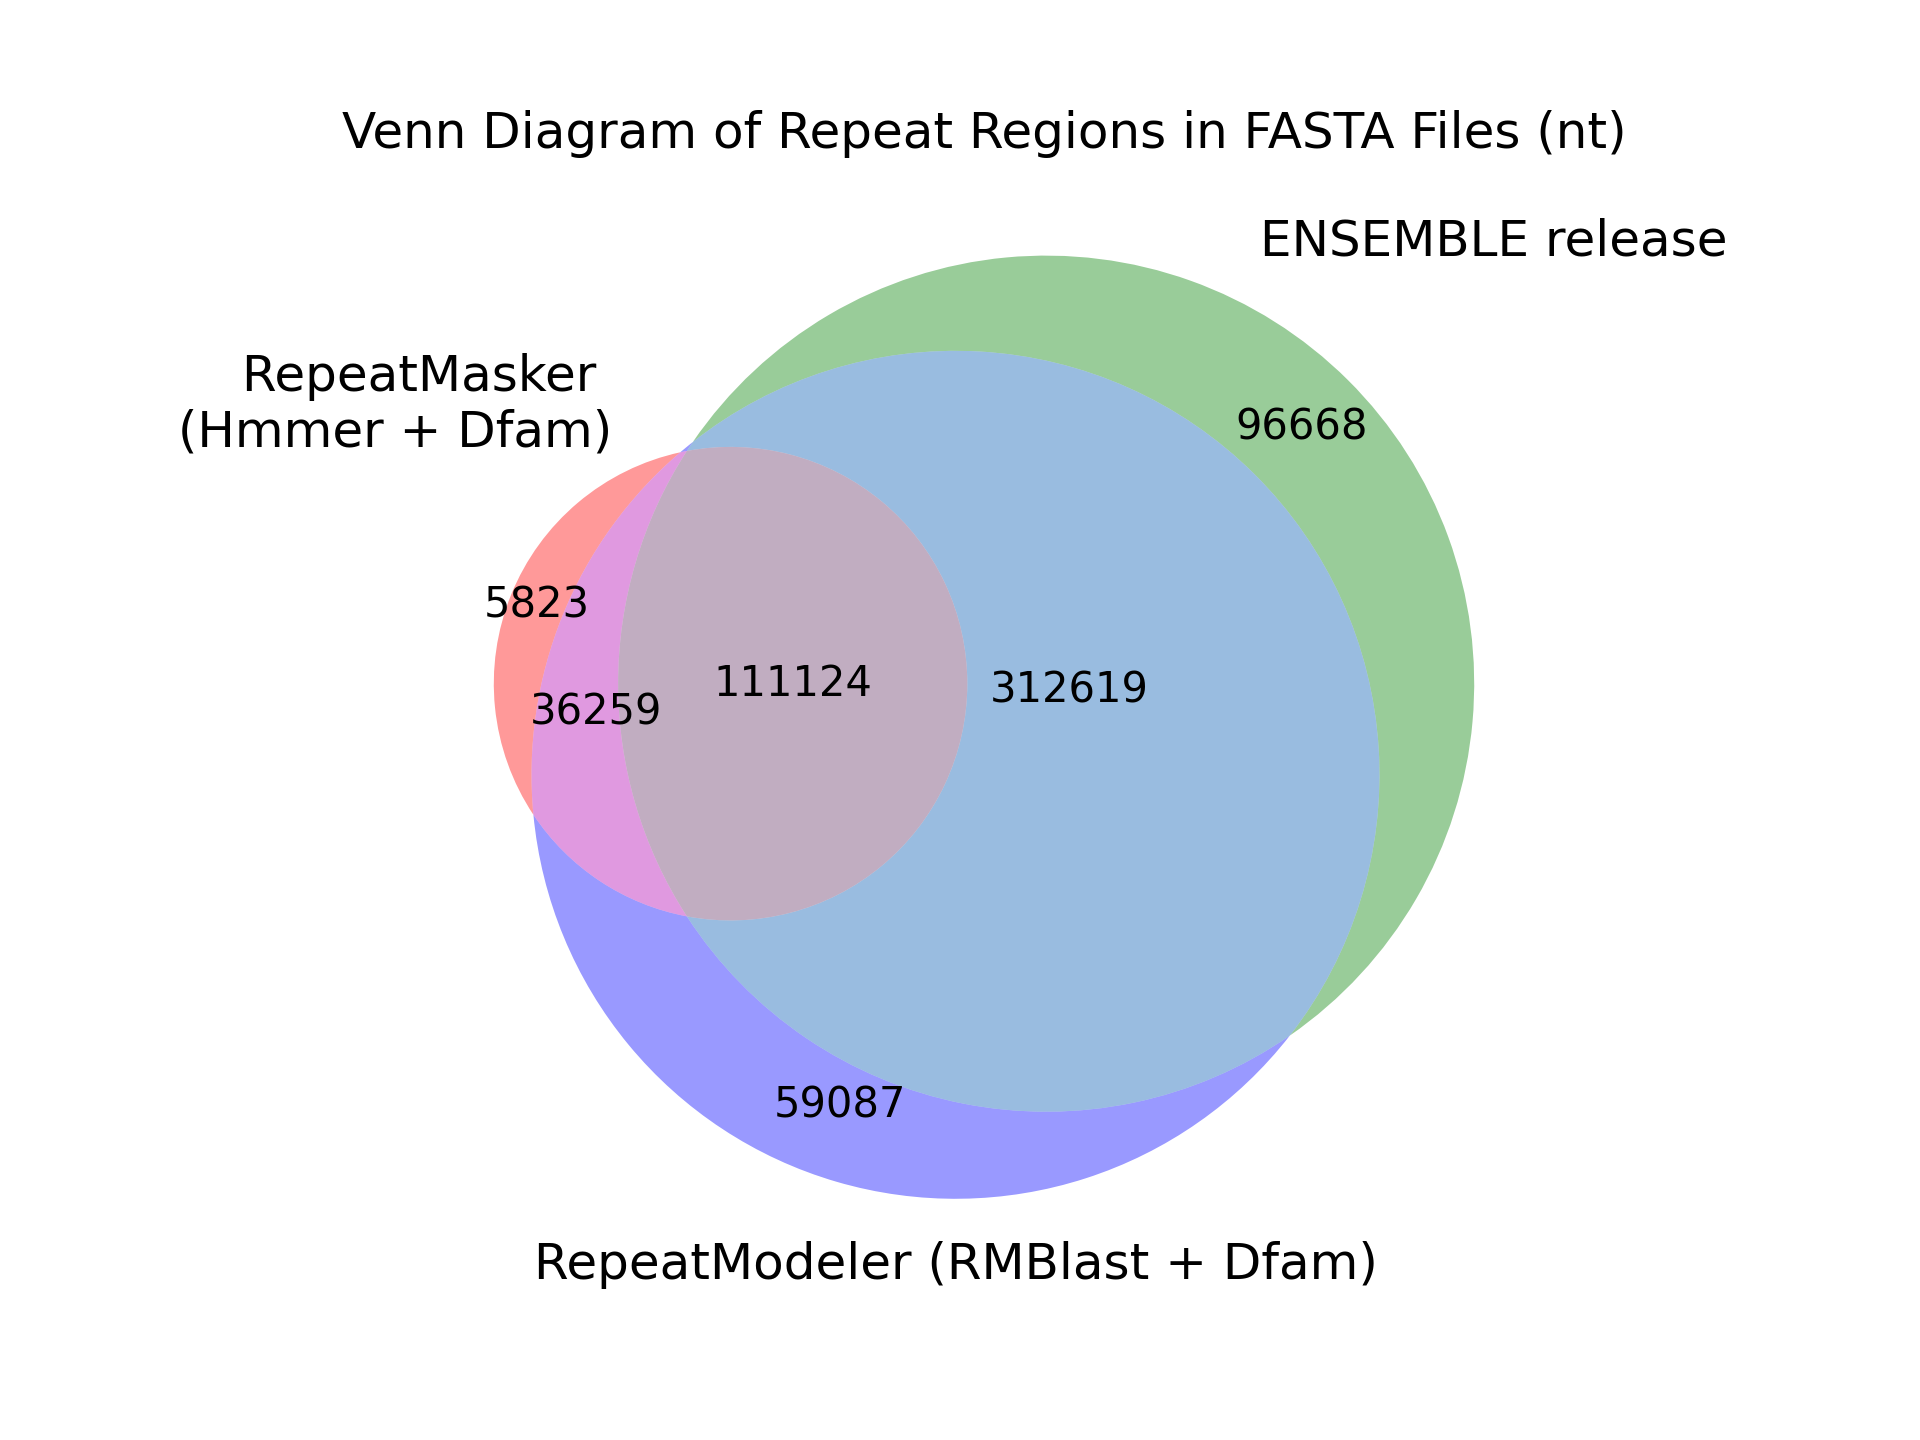 Venn Diagram of Repeat Regions in FASTA Files (nt)
ENSEMBLE release
RepeatMasker
(Hmmer + Dfam)
96668
5823
111124
312619
36259
59087
RepeatModeler (RMBlast + Dfam)